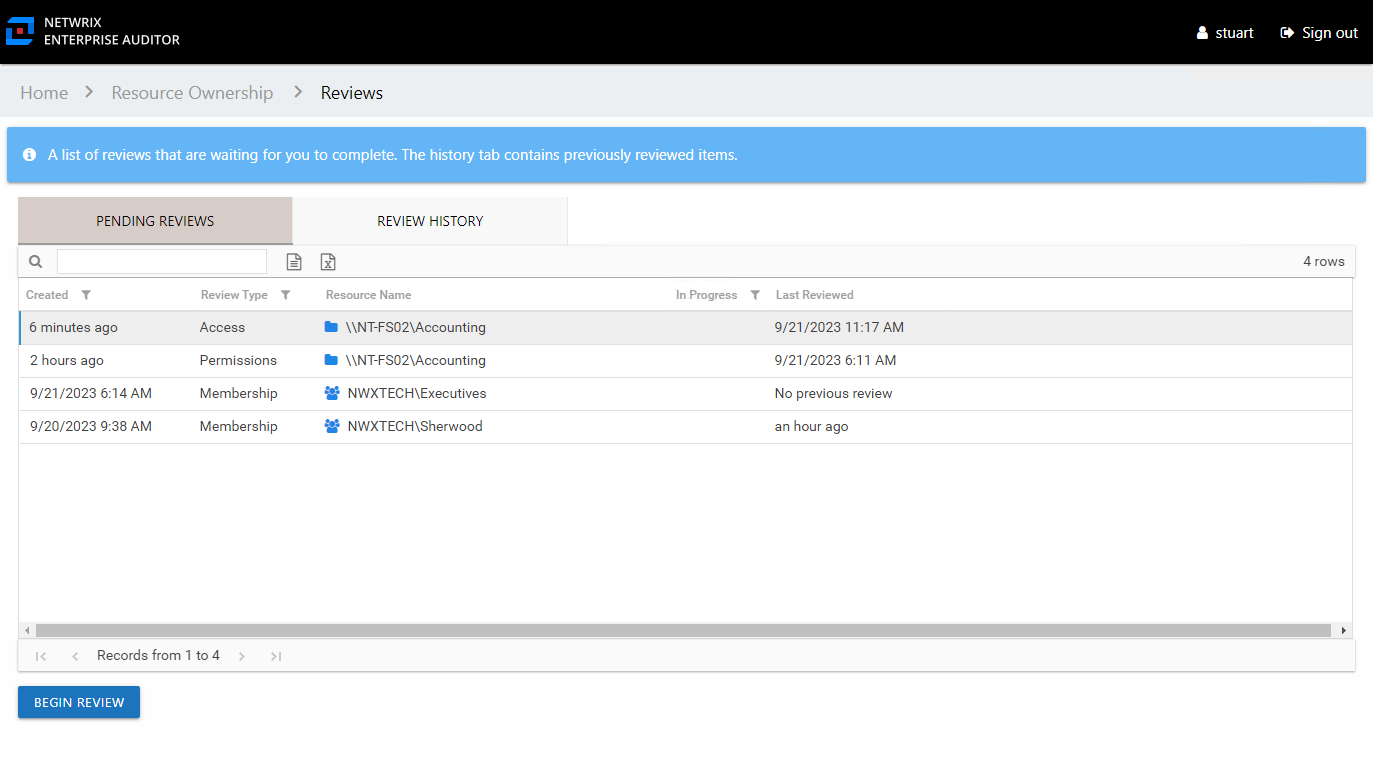 NETWRIX
ENTERPRISE AUDITOR
stuart Sign out
Home Resource Ownership Reviews
A list of reviews that are waiting for you to complete. The history tab contains previously reviewed items.
PENDING REVIEWS REVIEW HISTORY
4 rows
Created Review Type Resource Name In Progress Last Reviewed
6 minutes ago Access \\NT-FS02\Accounting 9/21/2023 11:17 AM
2 hours ago Permissions \\NT-FS02\Accounting 9/21/2023 6:11 AM
9/21/2023 6:14 AM Membership NWXTECH\Executives No previous review
9/20/2023 9:38 AM Membership NWXTECH\Sherwood an hour ago
Records from 1 to 4
BEGIN REVIEW